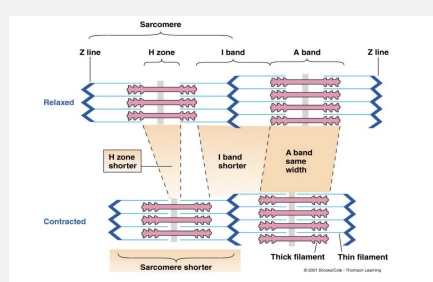 Sarcomere
Z line
H zone
I band
A band
Z line
Relaxed
H zone
shorter
I band
shorter
A band
same
width
Contracted
Thick filament
Thin filament
Sarcomere shorter
© 2001 Brooks/Cole - Thomson Learning